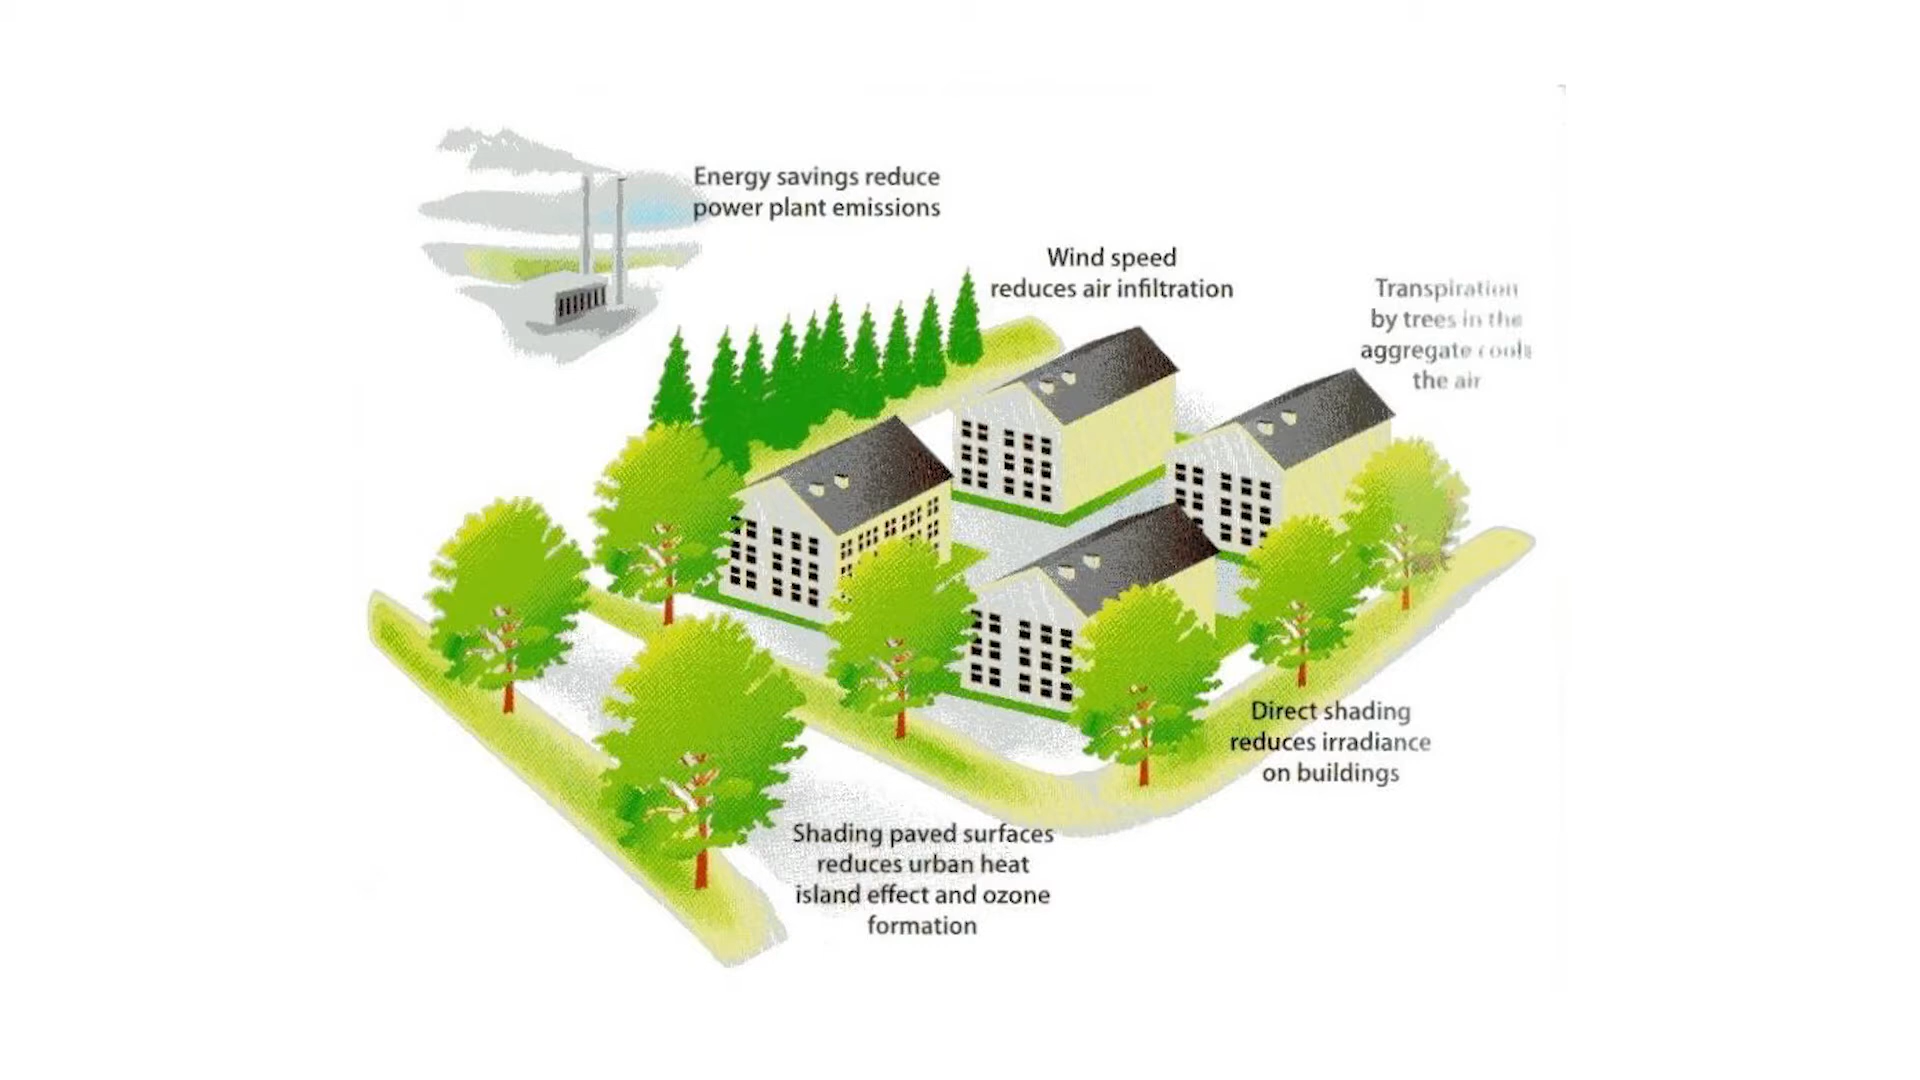 Energy savings reduce
power plant emissions
Wind speed
reduces air infiltration
Transpiration
by trees in the
aggregate cools
the air
Direct shading
reduces irradiance
on buildings
Shading paved surfaces
reduces urban heat
island effect and ozone
formation